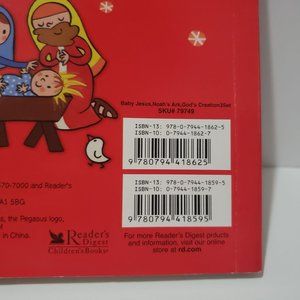 Baby Jesus,Noah's Ark,God's Creation3Set
SKU# 79749
ISBN-13: 978-0-7944-1862-5
ISBN-10: 0-7944-1862-7
9 780794 418625
570-7000 and Reader's
ISBN-13: 978-0-7944-1859-5
ISBN-10: 0-7944-1859-7
A1 5BG
9 780794 418595
s, the Pegasus logo,
in China.
Reader's
Digest
Children's Books
For more Reader's Digest products
and information, visit our online
store at rd.com